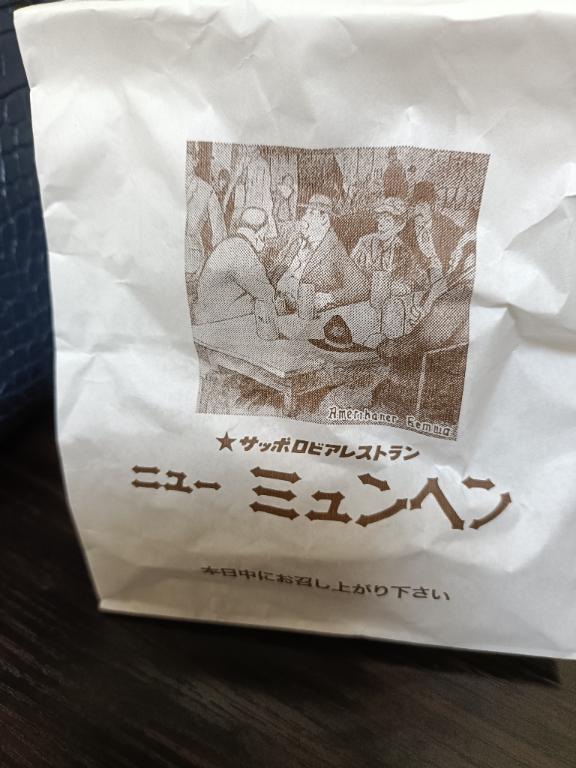 Amerikaner Kemnia
★サッポロビアレストラン
ニューミュンヘン
本日中にお召し上がり下さい